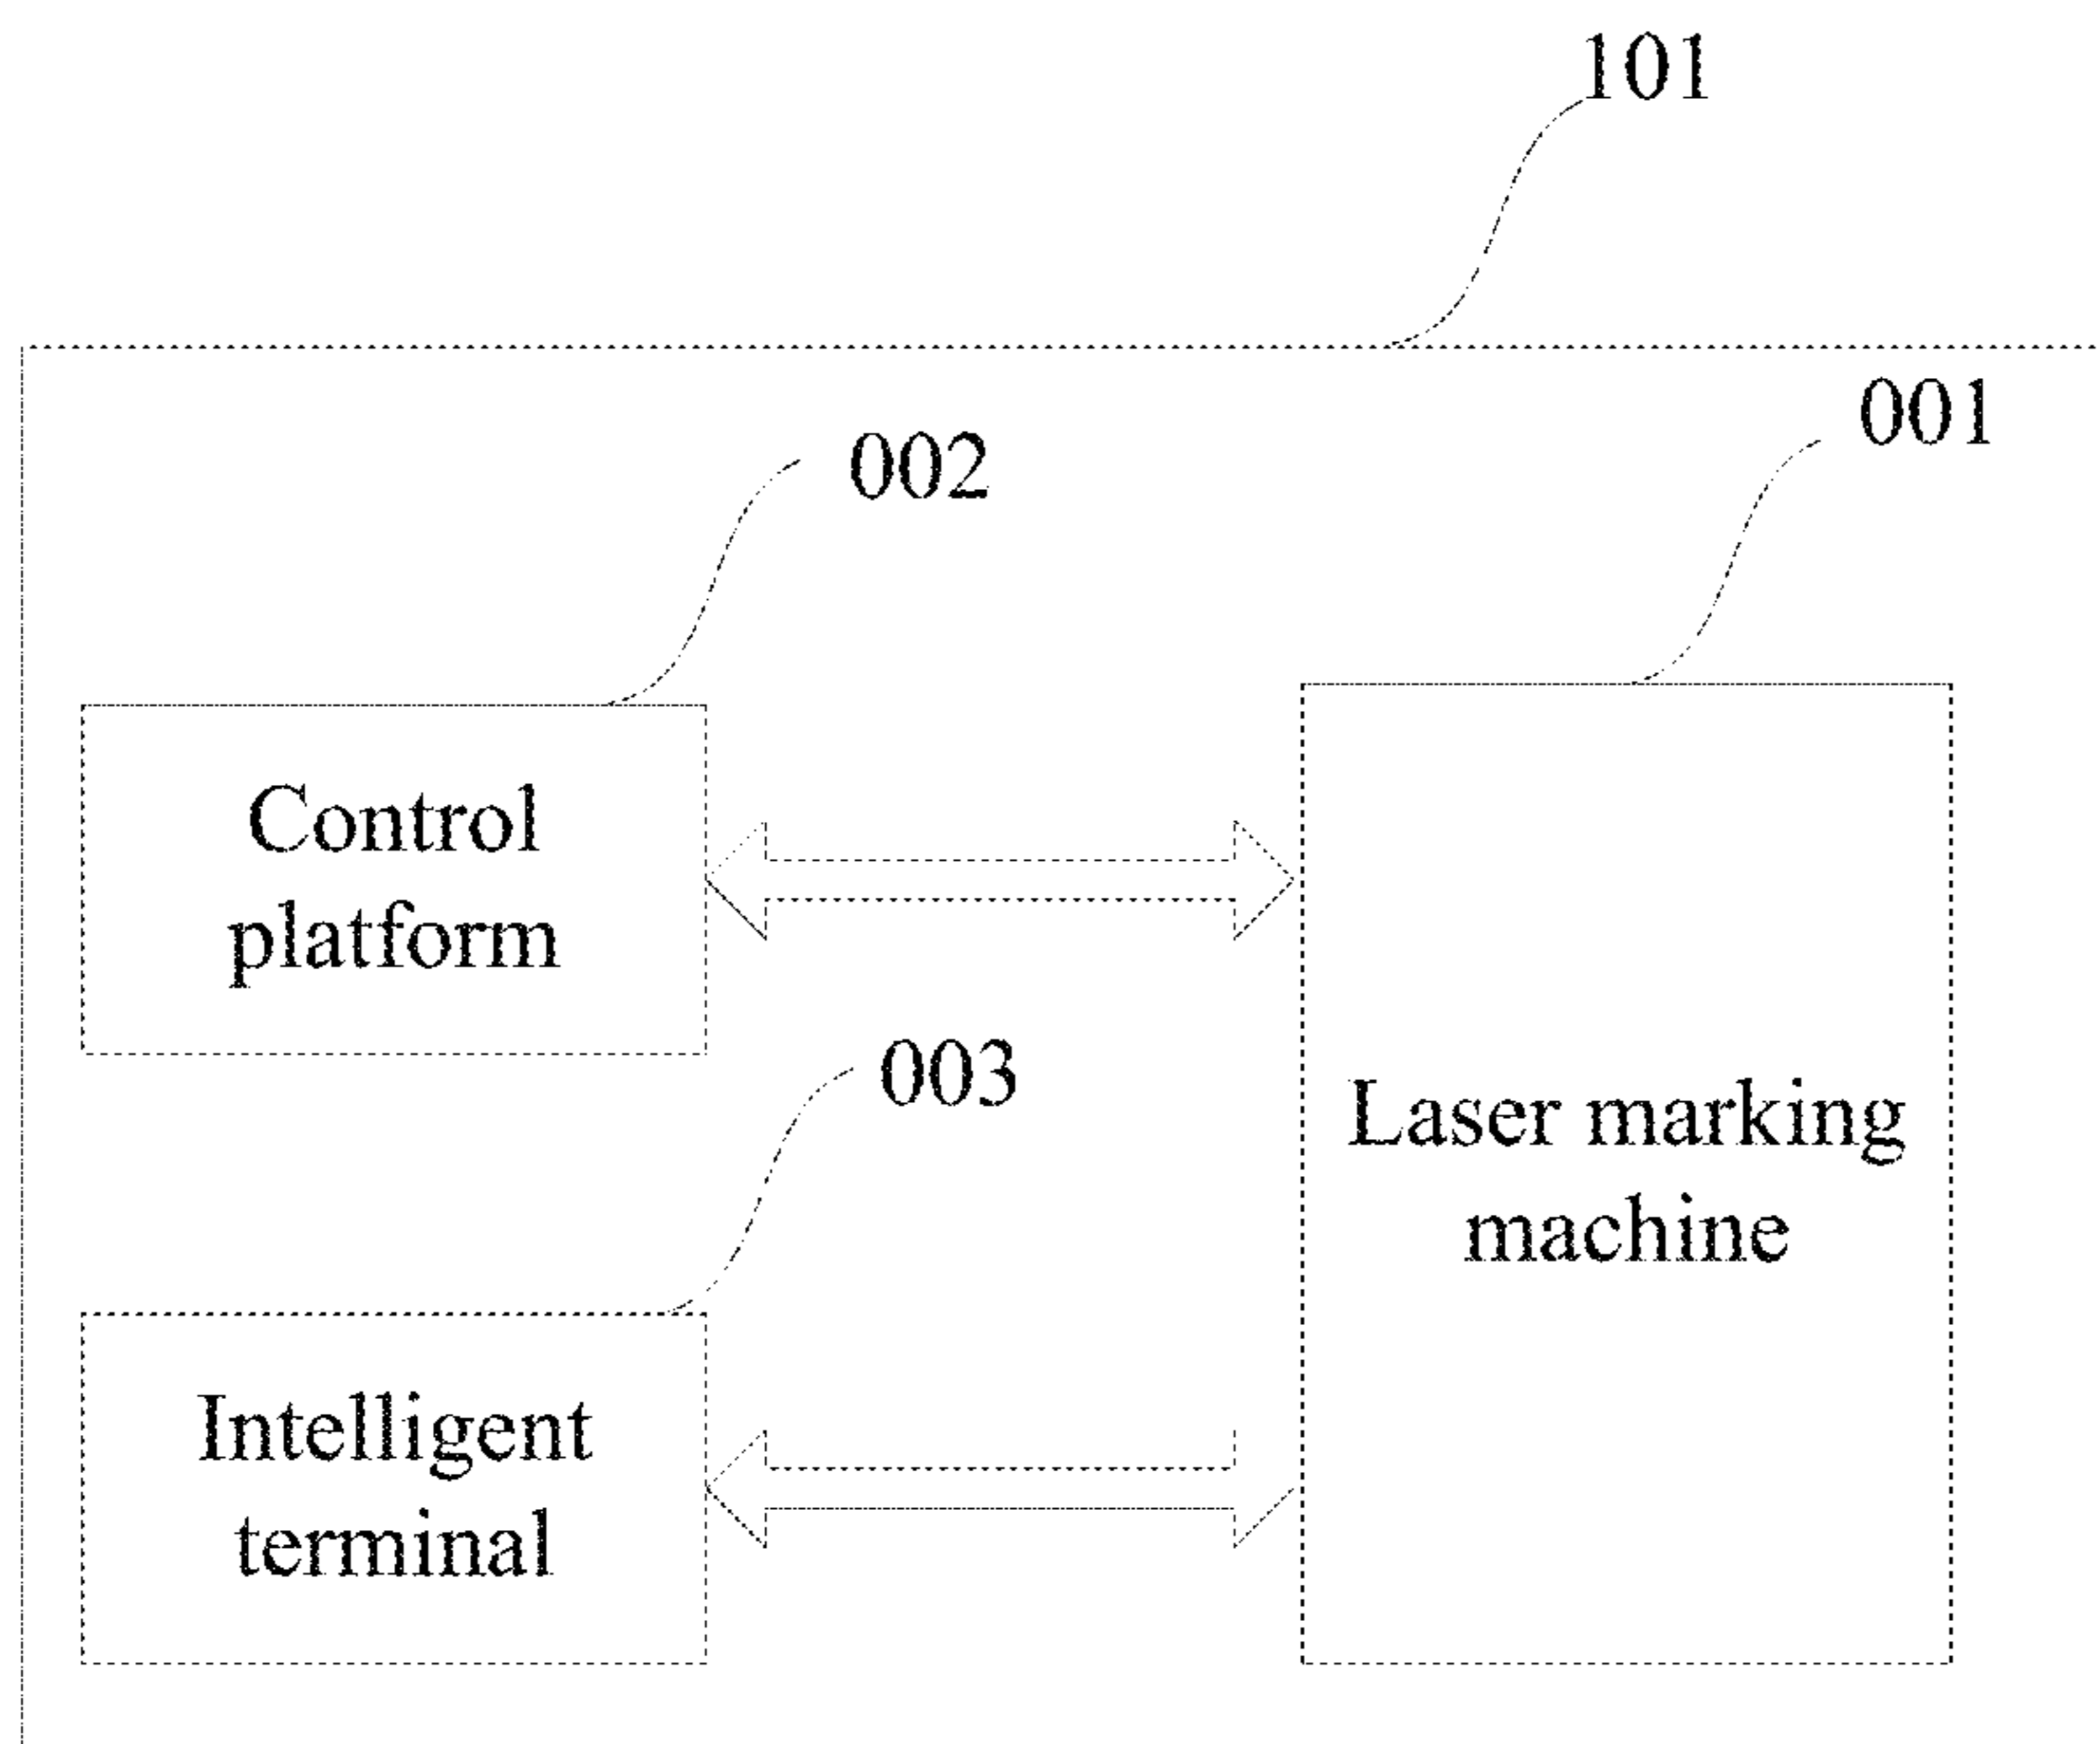 101
001
002
Control
platform
003
Laser marking
machine
Intelligent
terminal